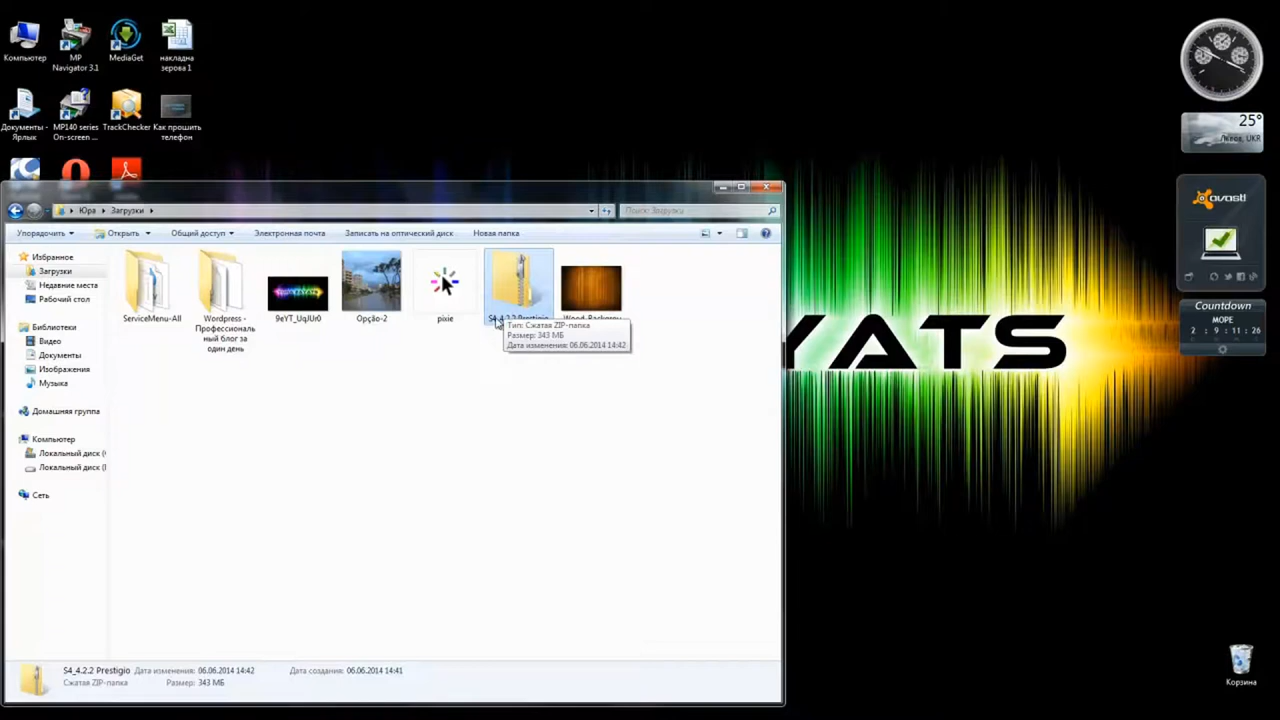 Компьютер
MP
Navigator 3.1
MediaGet
накладна
зерова 1
Документы -
Ярлык
MP140 series
On-screen ...
TrackChecker
Как прошить
телефон
25°
Львов, UKR
avast!
Countdown
МОРЕ
2 : 9 : 11 : 26
Юра ▸ Загрузки ▸
Поиск: Загрузки
Упорядочить
Открыть
Общий доступ
Электронная почта
Записать на оптический диск
Новая папка
Избранное
Загрузки
Недавние места
Рабочий стол
Библиотеки
Видео
Документы
Изображения
Музыка
Домашняя группа
Компьютер
Локальный диск (
Локальный диск (
Сеть
ServiceMenu-All
Wordpress -
Профессиональн
ый блог за
один день
9eYT_UqJUr0
Opção-2
pixie
S4_4.2.2 Prestigio
Тип: Сжатая ZIP-папка
Размер: 343 МБ
Дата изменения: 06.06.2014 14:42
YATS
S4_4.2.2 Prestigio Дата изменения: 06.06.2014 14:42 Дата создания: 06.06.2014 14:41
Сжатая ZIP-папка Размер: 343 МБ
Корзина